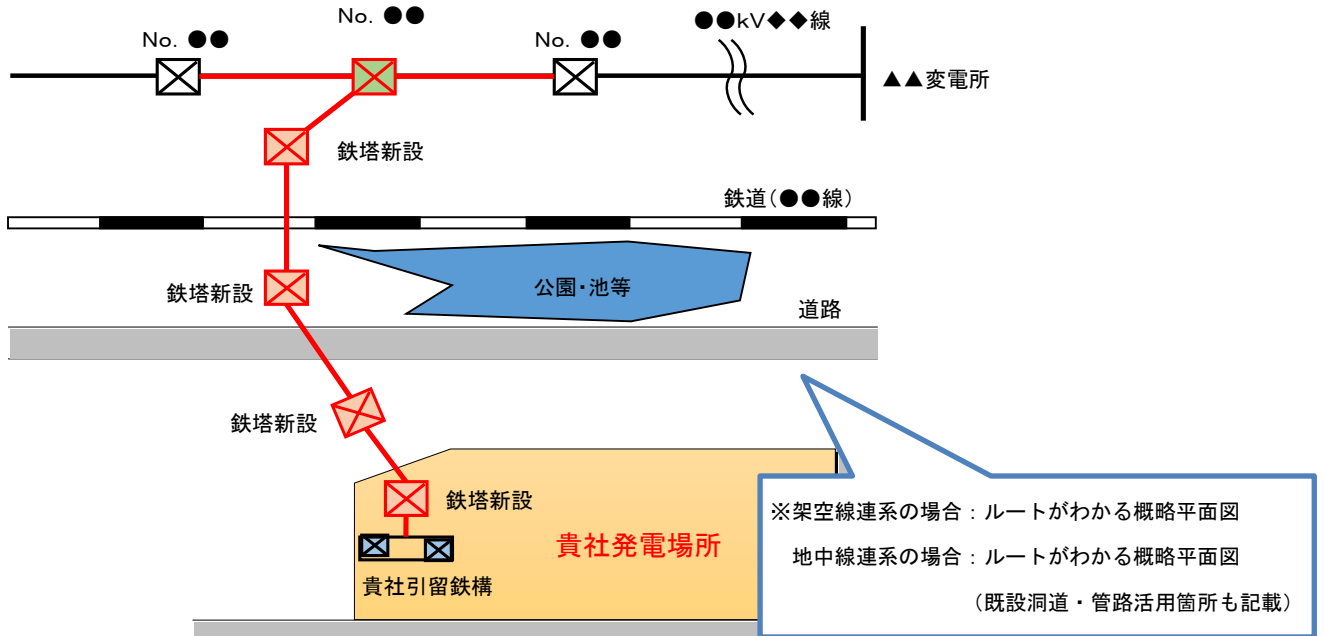 No. ●●
No. ●●
No. ●●
●●kV◆◆線
▲▲変電所
鉄塔新設
鉄道(●●線)
鉄塔新設
公園・池等
道路
鉄塔新設
鉄塔新設
貴社発電場所
貴社引留鉄構
※架空線連系の場合：ルートがわかる概略平面図
地中線連系の場合：ルートがわかる概略平面図
（既設洞道・管路活用箇所も記載）